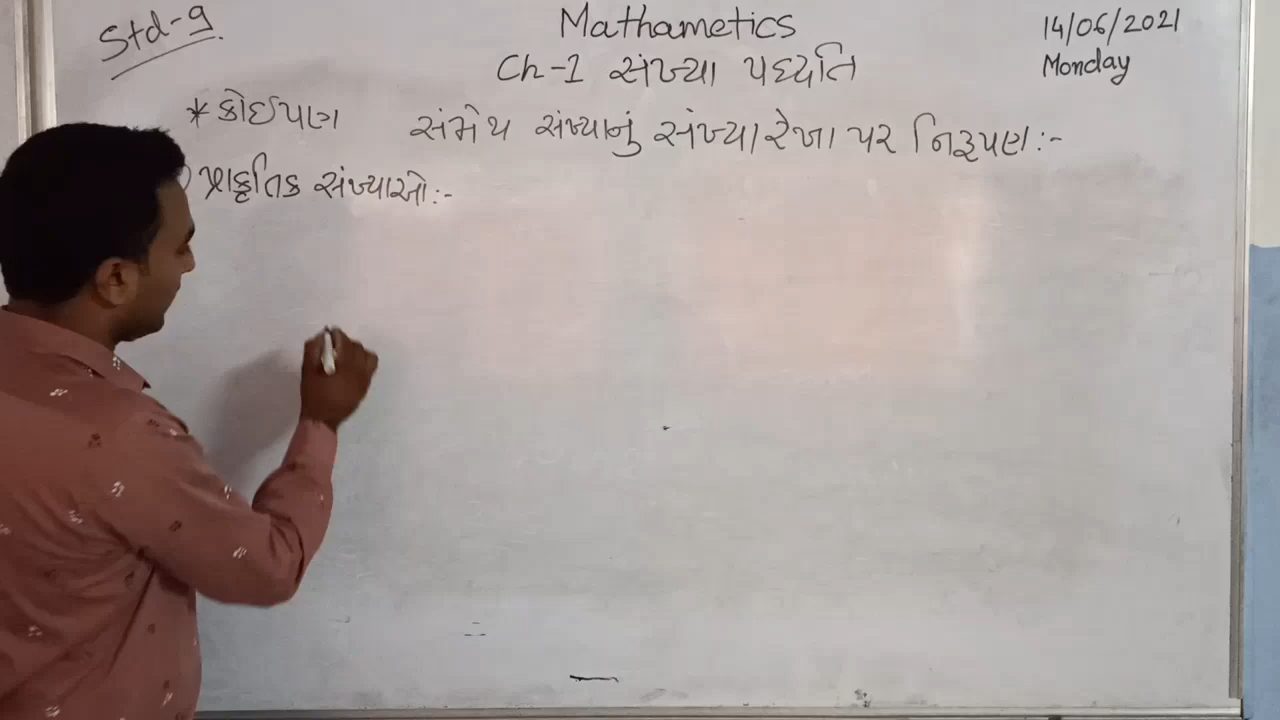 Std-9.
Mathametics
14/06/2021
Monday
Ch-1 સંખ્યા પદ્ધતિ
* કોઈપણ સંમેય સંખ્યાનું સંખ્યારેખા પર નિરૂપણ:-
પ્રાકૃતિક સંખ્યાઓ:-